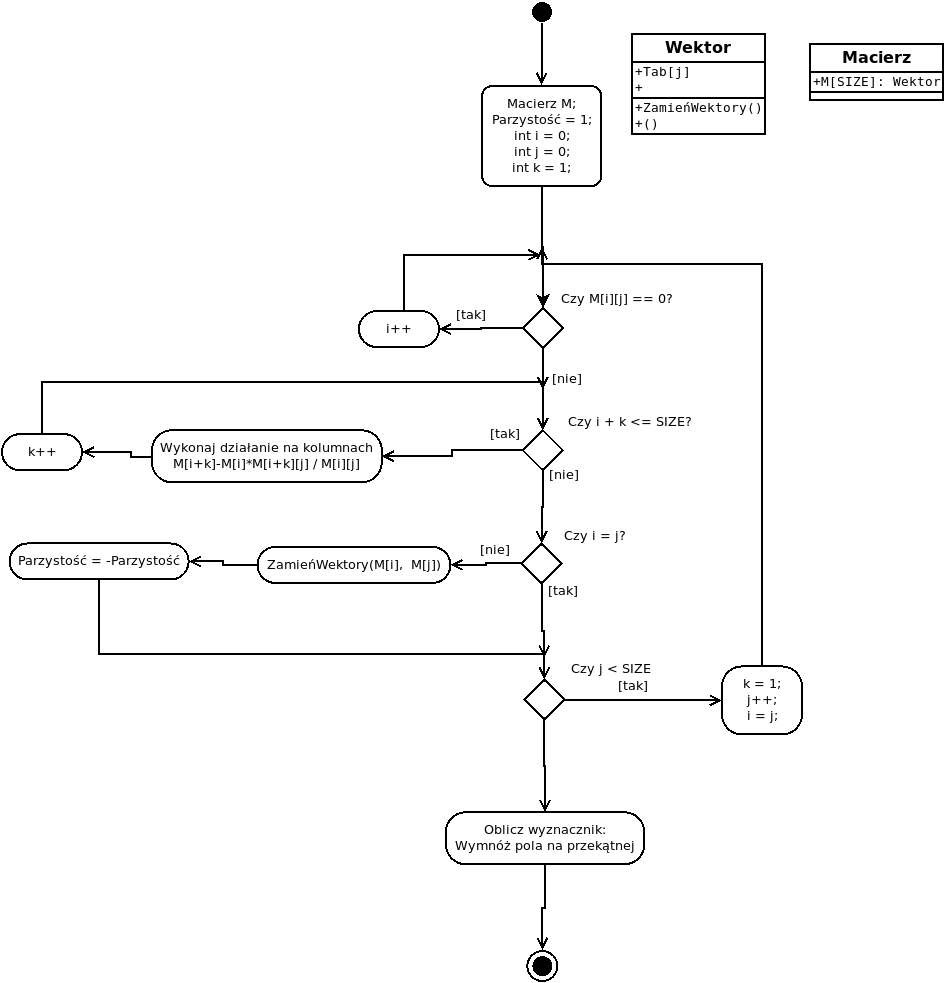 Wektor
+Tab[j]
+
+ZamieńWektory()
+()
Macierz
+M[SIZE]: Wektor
Macierz M;
Parzystość = 1;
int i = 0;
int j = 0;
int k = 1;
Czy M[i][j] == 0?
[tak]
i++
[nie]
Czy i + k <= SIZE?
[tak]
Wykonaj działanie na kolumnach
M[i+k]-M[i]*M[i+k][j] / M[i][j]
k++
[nie]
Czy i = j?
[nie]
ZamieńWektory(M[i], M[j])
Parzystość = -Parzystość
[tak]
Czy j < SIZE
[tak]
k = 1;
j++;
i = j;
Oblicz wyznacznik:
Wymnóż pola na przekątnej